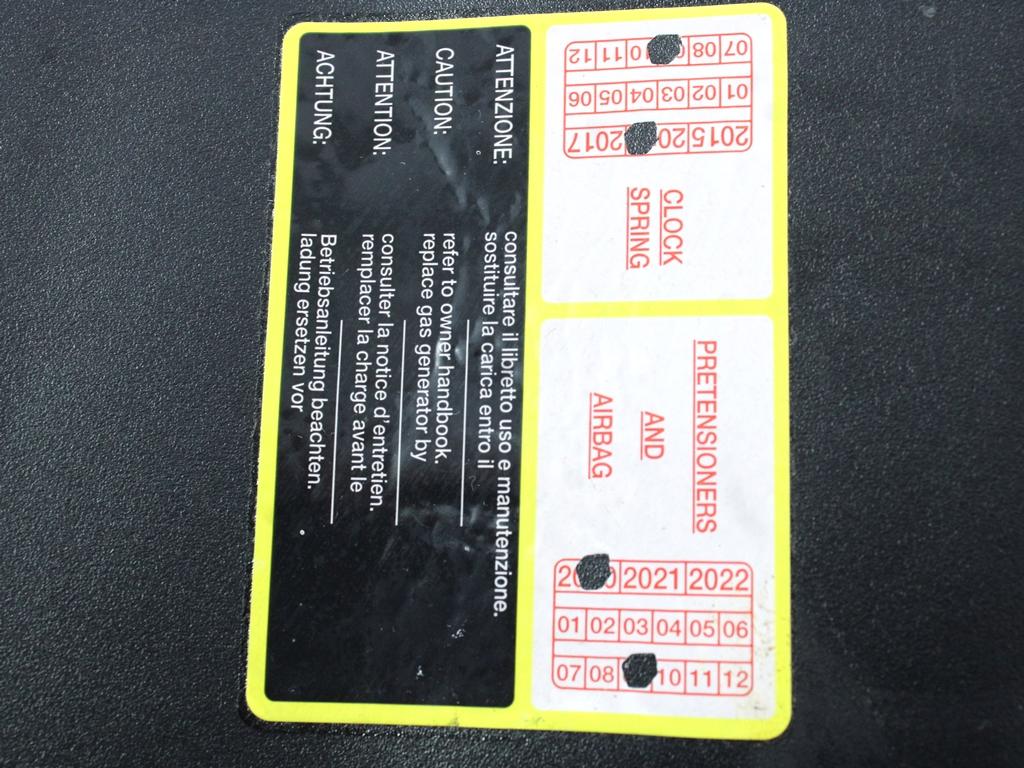 CLOCK
SPRING
2015 20 2017
01 02 03 04 05 06
07 08 10 11 12
PRETENSIONERS
AND
AIRBAG
2021 2022
01 02 03 04 05 06
07 08 10 11 12
ATTENZIONE: consultare il libretto uso e manutenzione.
sostituire la carica entro il
CAUTION: refer to owner handbook.
replace gas generator by
ATTENTION: consulter la notice d'entretien.
remplacer la charge avant le
ACHTUNG: Betriebsanleitung beachten.
ladung ersetzen vor